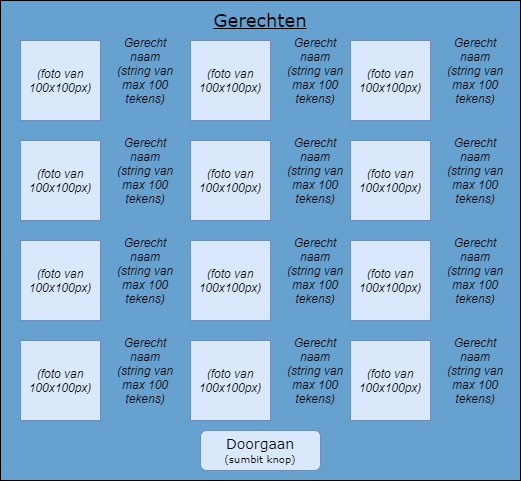 Gerechten
(foto van
100x100px)
Gerecht
naam
(string van
max 100
tekens)
(foto van
100x100px)
Gerecht
naam
(string van
max 100
tekens)
(foto van
100x100px)
Gerecht
naam
(string van
max 100
tekens)
(foto van
100x100px)
Gerecht
naam
(string van
max 100
tekens)
(foto van
100x100px)
Gerecht
naam
(string van
max 100
tekens)
(foto van
100x100px)
Gerecht
naam
(string van
max 100
tekens)
(foto van
100x100px)
Gerecht
naam
(string van
max 100
tekens)
(foto van
100x100px)
Gerecht
naam
(string van
max 100
tekens)
(foto van
100x100px)
Gerecht
naam
(string van
max 100
tekens)
(foto van
100x100px)
Gerecht
naam
(string van
max 100
tekens)
(foto van
100x100px)
Gerecht
naam
(string van
max 100
tekens)
(foto van
100x100px)
Gerecht
naam
(string van
max 100
tekens)
Doorgaan
(sumbit knop)